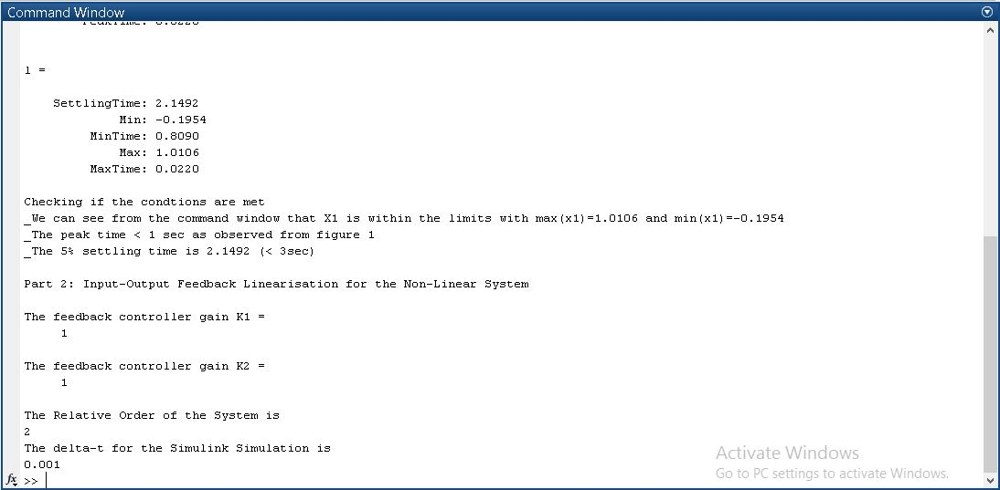 Command Window
l =
SettlingTime: 2.1492
Min: -0.1954
MinTime: 0.8090
Max: 1.0106
MaxTime: 0.0220
Checking if the condtions are met
_We can see from the command window that X1 is within the limits with max(x1)=1.0106 and min(x1)=-0.1954
_The peak time < 1 sec as observed from figure 1
_The 5% settling time is 2.1492 (< 3sec)
Part 2: Input-Output Feedback Linearisation for the Non-Linear System
The feedback controller gain K1 =
1
The feedback controller gain K2 =
1
The Relative Order of the System is
2
The delta-t for the Simulink Simulation is
0.001
fx >>
Activate Windows
Go to PC settings to activate Windows.